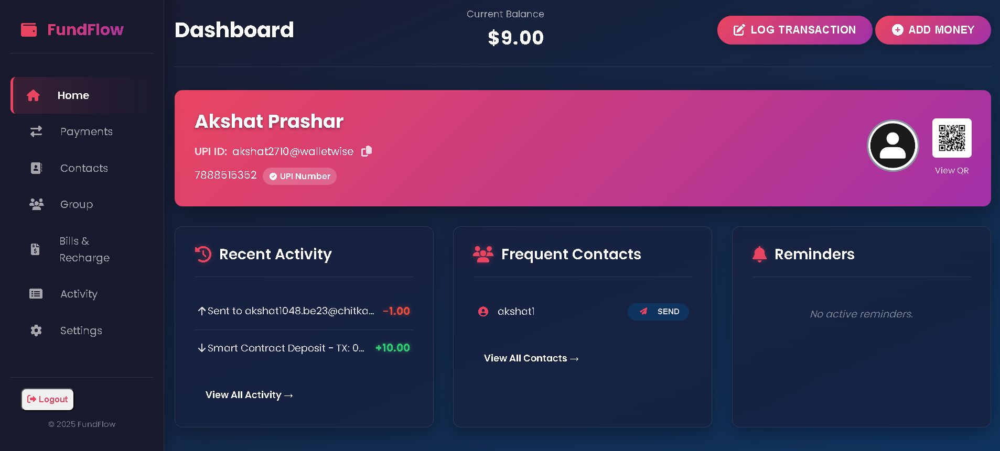 FundFlow
Home
Payments
Contacts
Group
Bills &
Recharge
Activity
Settings
Logout
© 2025 FundFlow
Dashboard
Current Balance
$9.00
LOG TRANSACTION
ADD MONEY
Akshat Prashar
UPI ID: akshat2710@walletwise
7888515352 UPI Number
View QR
Recent Activity
Sent to akshat1048.be23@chitka... -1.00
Smart Contract Deposit - TX: 0... +10.00
View All Activity →
Frequent Contacts
akshat1 SEND
View All Contacts →
Reminders
No active reminders.